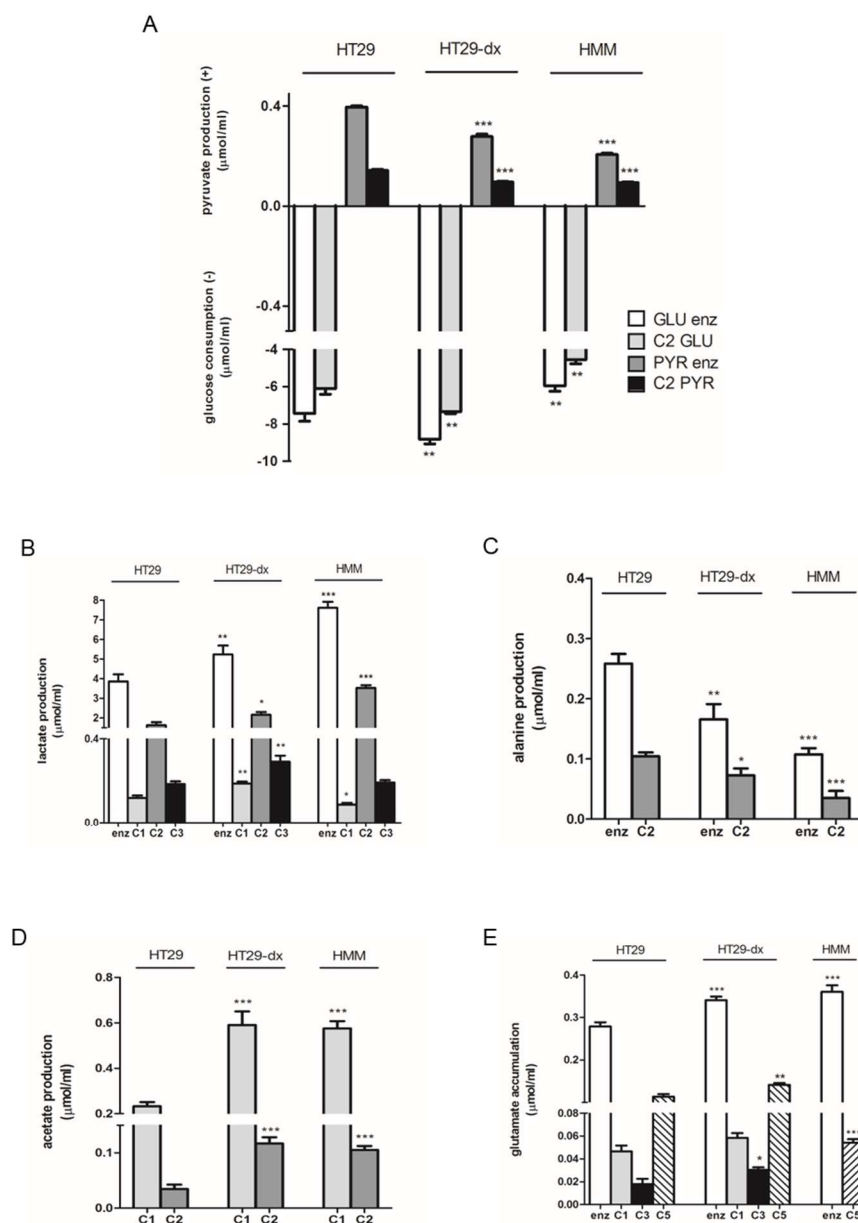 A
HT29 HT29-dx HMM
pyruvate production (+)
(μmol/ml)
glucose consumption (-)
(μmol/ml)
0.4
0.0
-0.4
-4
-6
-8
-10
*** *** *** ***
** ** ** **
GLU enz
C2 GLU
PYR enz
C2 PYR
B
HT29 HT29-dx HMM
lactate production
(μmol/ml)
8
7
6
5
4
3
2
0.4
0.0
** ** * ** *** * ***
enz C1 C2 C3 enz C1 C2 C3 enz C1 C2 C3
C
HT29 HT29-dx HMM
alanine production
(μmol/ml)
0.4
0.3
0.2
0.1
0.0
** * *** ***
enz C2 enz C2 enz C2
D
HT29 HT29-dx HMM
acetate production
(μmol/ml)
0.8
0.6
0.4
0.2
0.1
0.0
*** *** *** ***
C1 C2 C1 C2 C1 C2
E
HT29 HT29-dx HMM
glutamate accumulation
(μmol/ml)
0.4
0.3
0.2
0.1
0.08
0.06
0.04
0.02
0.00
*** * ** *** ***
enz C1 C3 C5 enz C1 C3 C5 enz C5